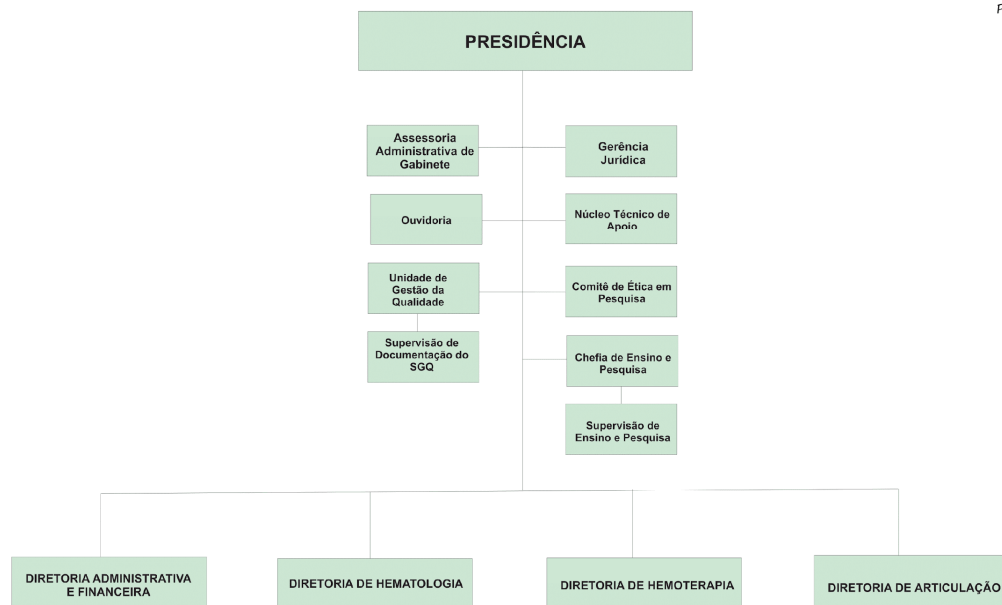 PRESIDÊNCIA
Assessoria
Administrativa de
Gabinete
Gerência
Jurídica
Ouvidoria
Núcleo Técnico de
Apoio
Unidade de
Gestão da
Qualidade
Comitê de Ética em
Pesquisa
Supervisão de
Documentação do
SGQ
Chefia de Ensino e
Pesquisa
Supervisão de
Ensino e Pesquisa
DIRETORIA ADMINISTRATIVA
E FINANCEIRA
DIRETORIA DE HEMATOLOGIA
DIRETORIA DE HEMOTERAPIA
DIRETORIA DE ARTICULAÇÃO